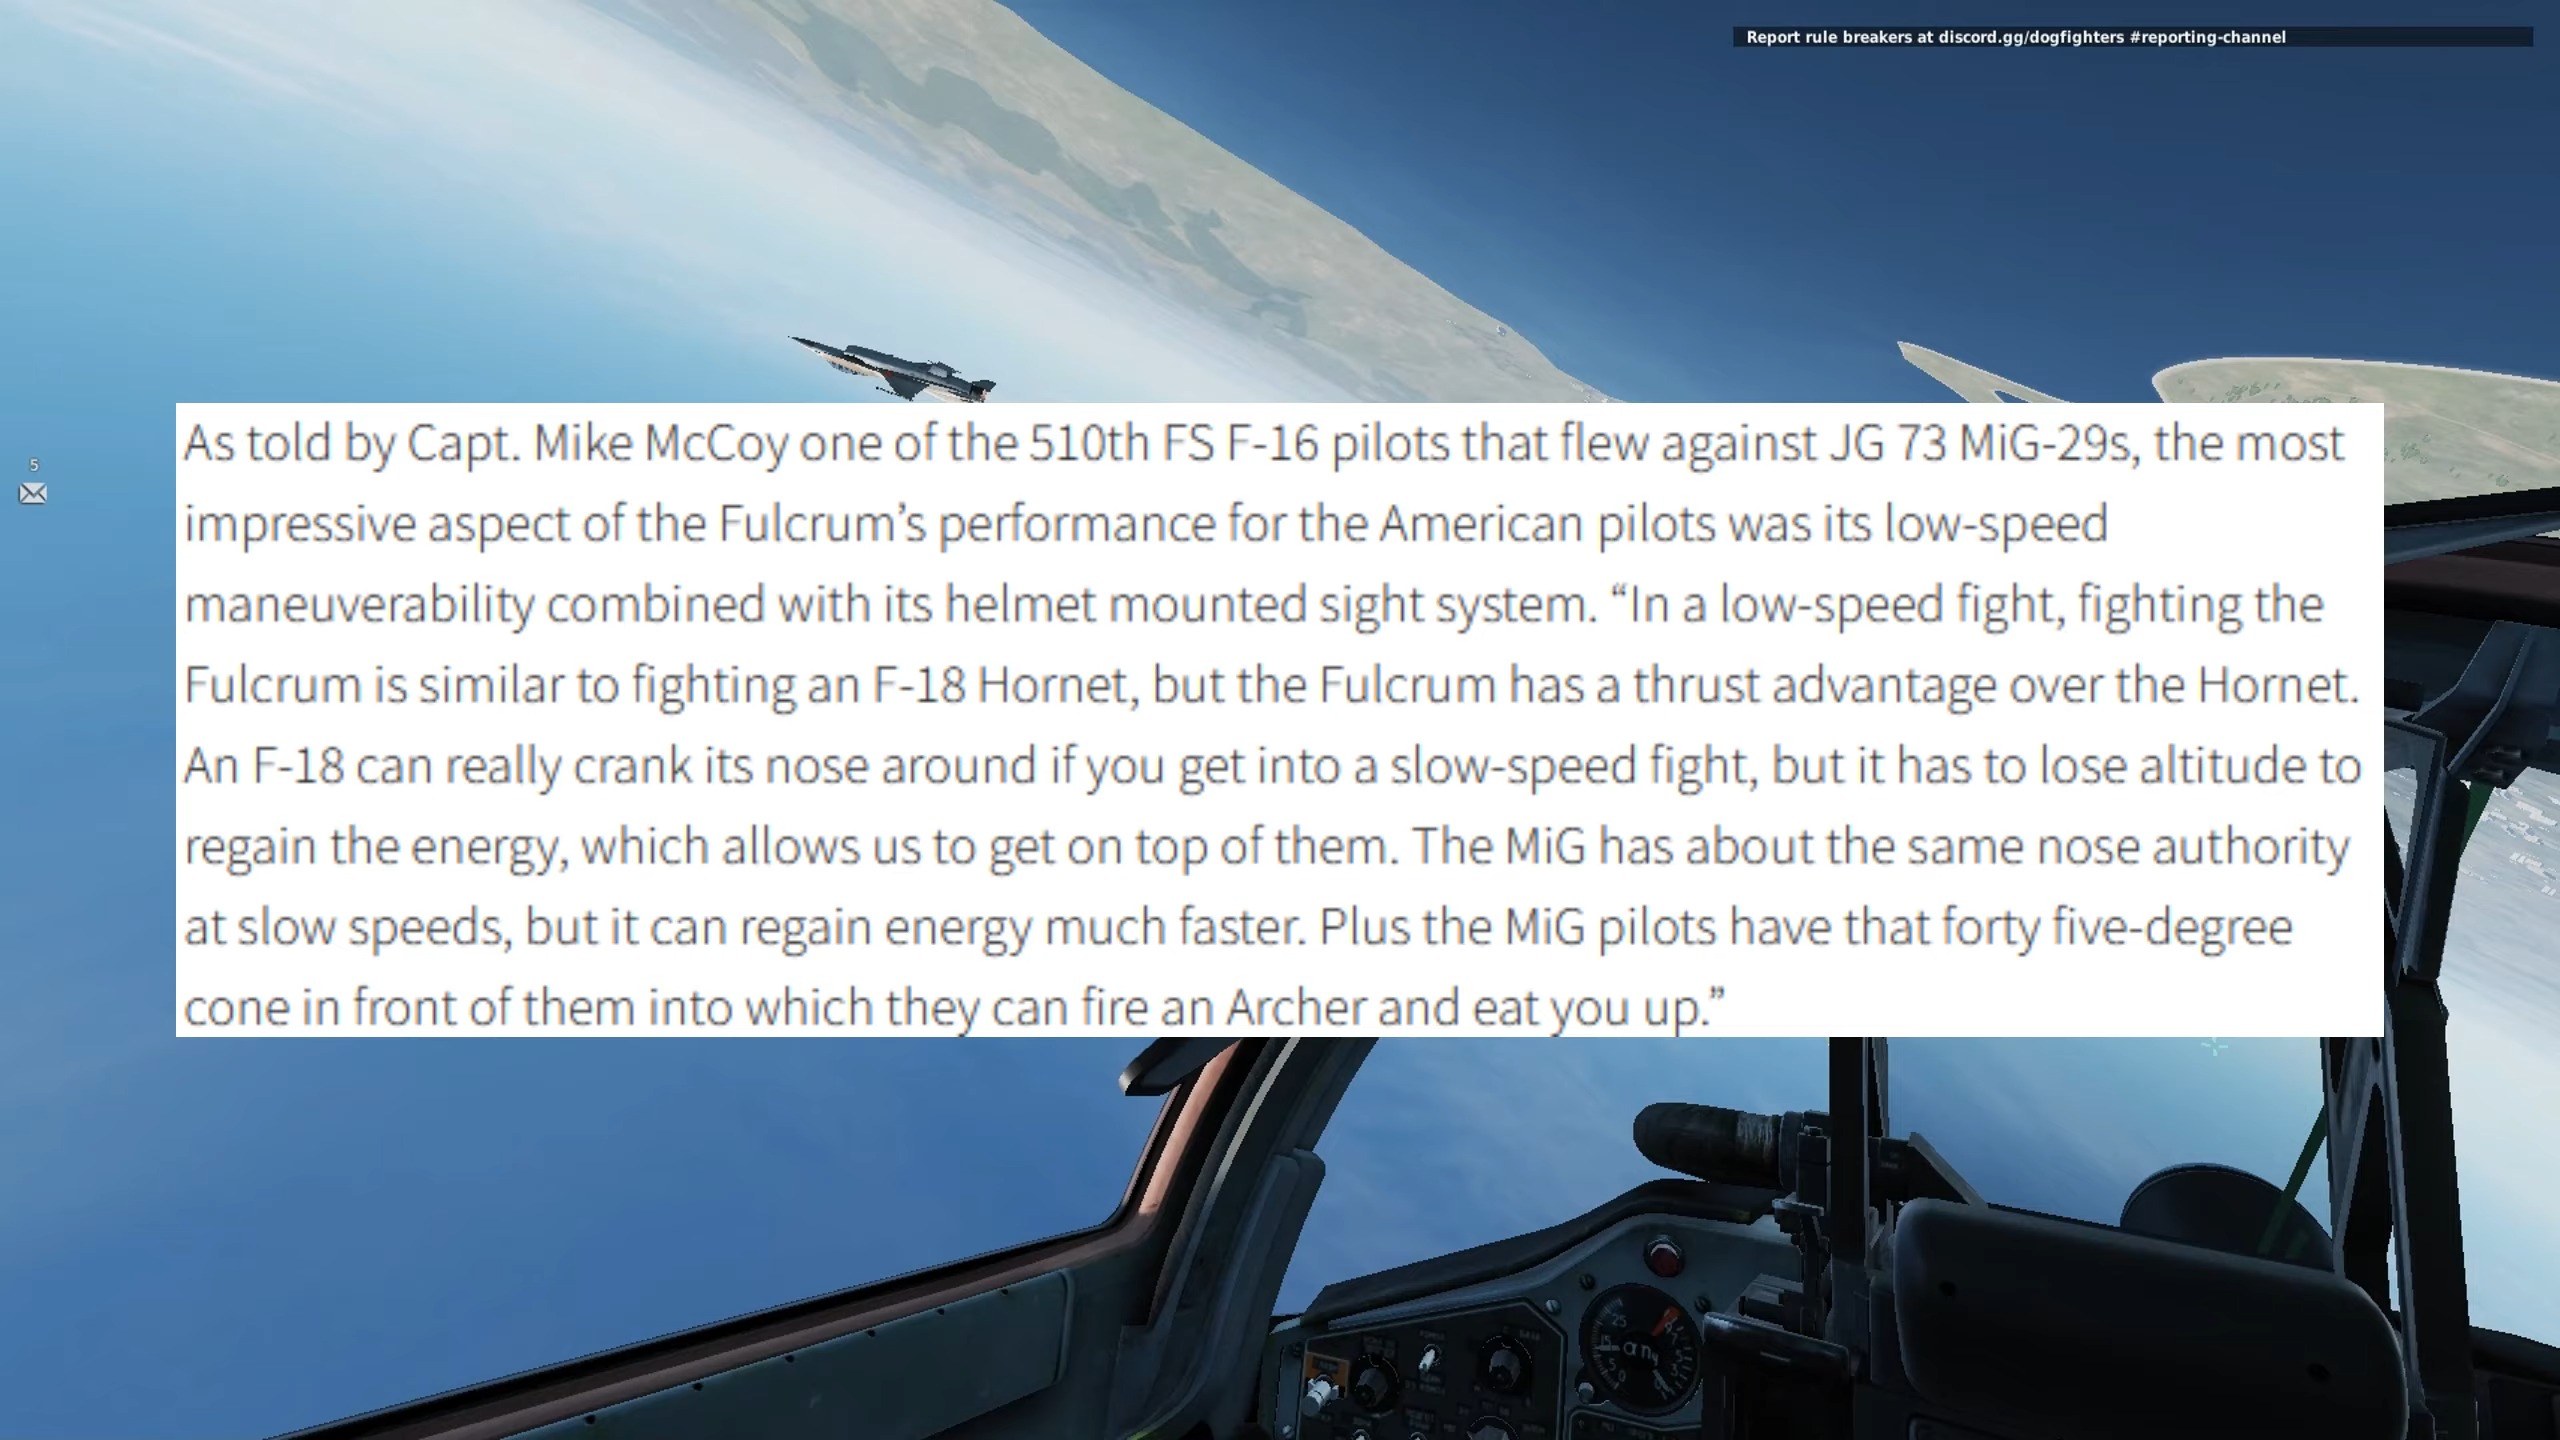 Report rule breakers at discord.gg/dogfighters #reporting-channel
5
As told by Capt. Mike McCoy one of the 510th FS F-16 pilots that flew against JG 73 MiG-29s, the most
impressive aspect of the Fulcrum’s performance for the American pilots was its low-speed
maneuverability combined with its helmet mounted sight system. “In a low-speed fight, fighting the
Fulcrum is similar to fighting an F-18 Hornet, but the Fulcrum has a thrust advantage over the Hornet.
An F-18 can really crank its nose around if you get into a slow-speed fight, but it has to lose altitude to
regain the energy, which allows us to get on top of them. The MiG has about the same nose authority
at slow speeds, but it can regain energy much faster. Plus the MiG pilots have that forty five-degree
cone in front of them into which they can fire an Archer and eat you up.”